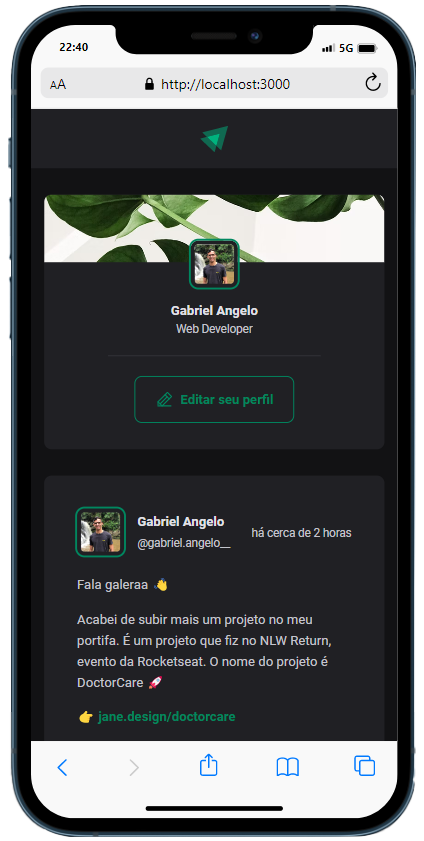 22:40
5G
AA
http://localhost:3000
Gabriel Angelo
Web Developer
Editar seu perfil
Gabriel Angelo
@gabriel.angelo__
há cerca de 2 horas
Fala galeraa 👋
Acabei de subir mais um projeto no meu
portifa. É um projeto que fiz no NLW Return,
evento da Rocketseat. O nome do projeto é
DoctorCare 🚀
👉 jane.design/doctorcare